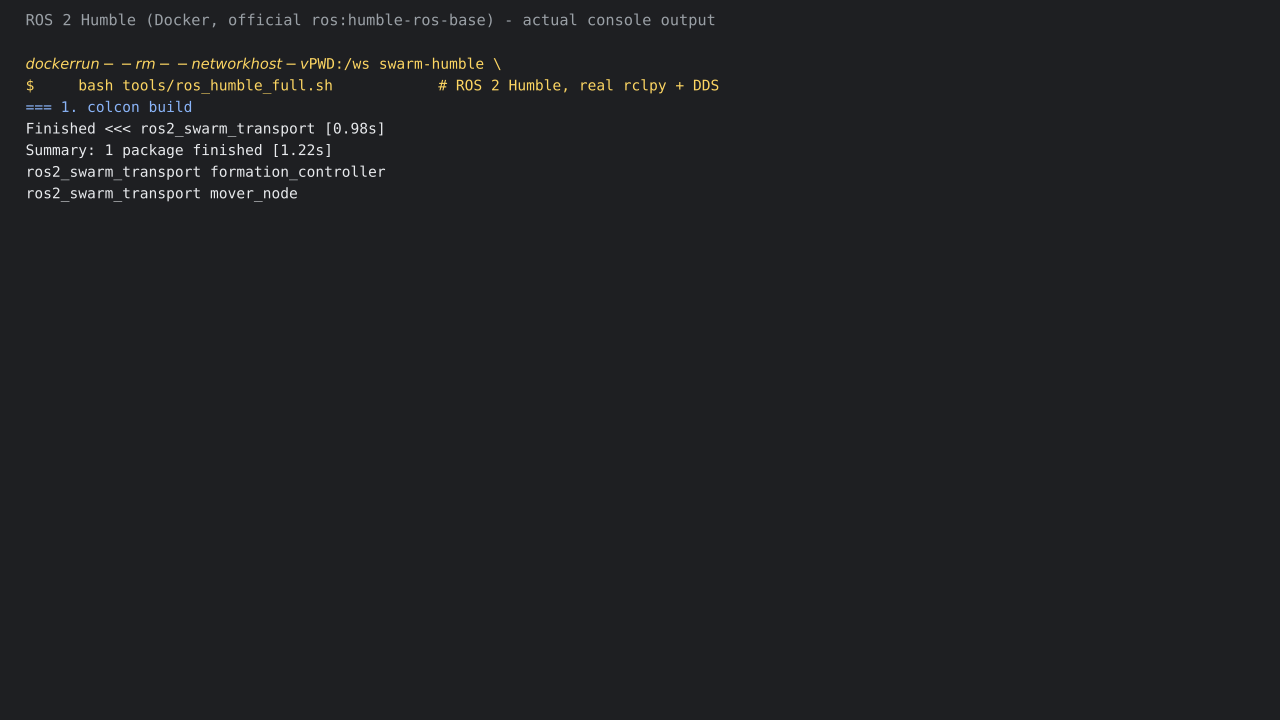 ROS 2 Humble (Docker, official ros:humble-ros-base) - actual console output
dockerrun − −rm − −networkhost − vPWD:/ws swarm-humble \
$     bash tools/ros_humble_full.sh            # ROS 2 Humble, real rclpy + DDS
=== 1. colcon build
Finished <<< ros2_swarm_transport [0.98s]
Summary: 1 package finished [1.22s]
ros2_swarm_transport formation_controller
ros2_swarm_transport mover_node